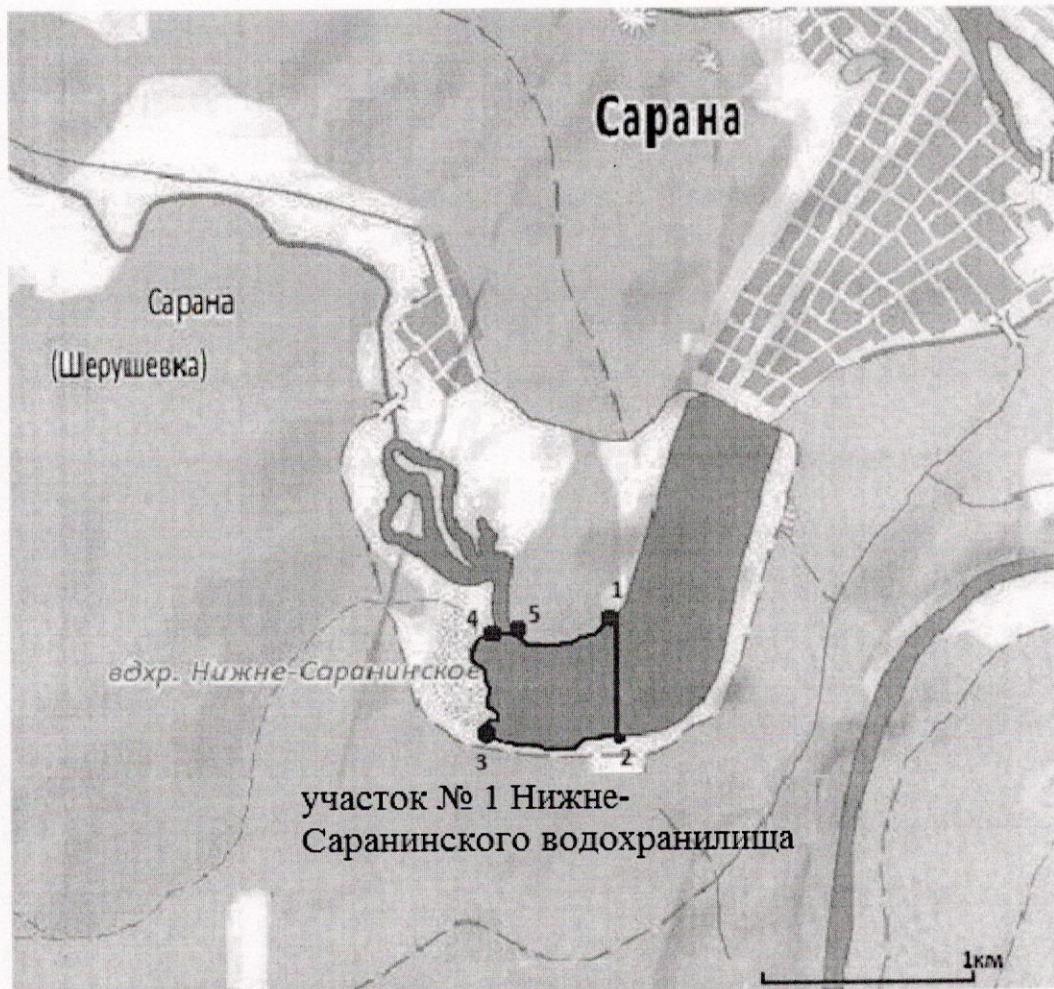 Сарана
Сарана
(Шерушевка)
1
4
5
вдхр. Нижне-Саранинское
3
2
участок № 1 Нижне-
Саранинского водохранилища
1км